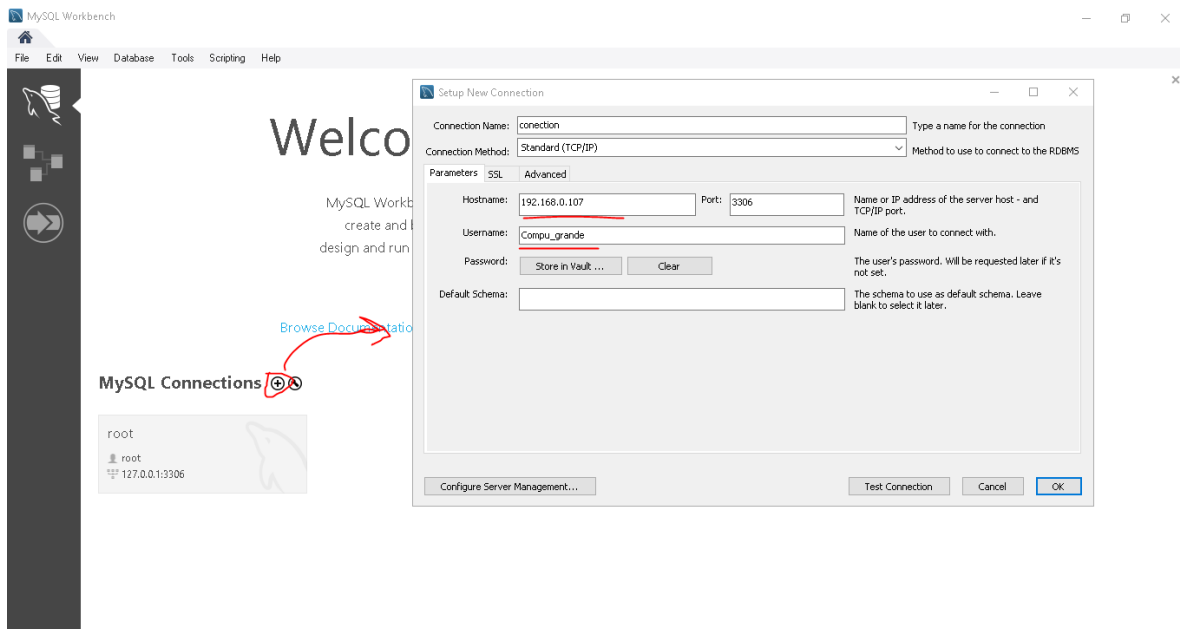 MySQL Workbench
File Edit View Database Tools Scripting Help
Welco
MySQL Workb
create and
design and run
Browse Documentatio
MySQL Connections
root
root
127.0.0.1:3306
Setup New Connection
Connection Name: conection Type a name for the connection
Connection Method: Standard (TCP/IP) Method to use to connect to the RDBMS
Parameters SSL Advanced
Hostname: 192.168.0.107 Port: 3306 Name or IP address of the server host - and
TCP/IP port.
Username: Compu_grande Name of the user to connect with.
Password: Store in Vault ... Clear The user's password. Will be requested later if it's
not set.
Default Schema: The schema to use as default schema. Leave
blank to select it later.
Configure Server Management... Test Connection Cancel OK